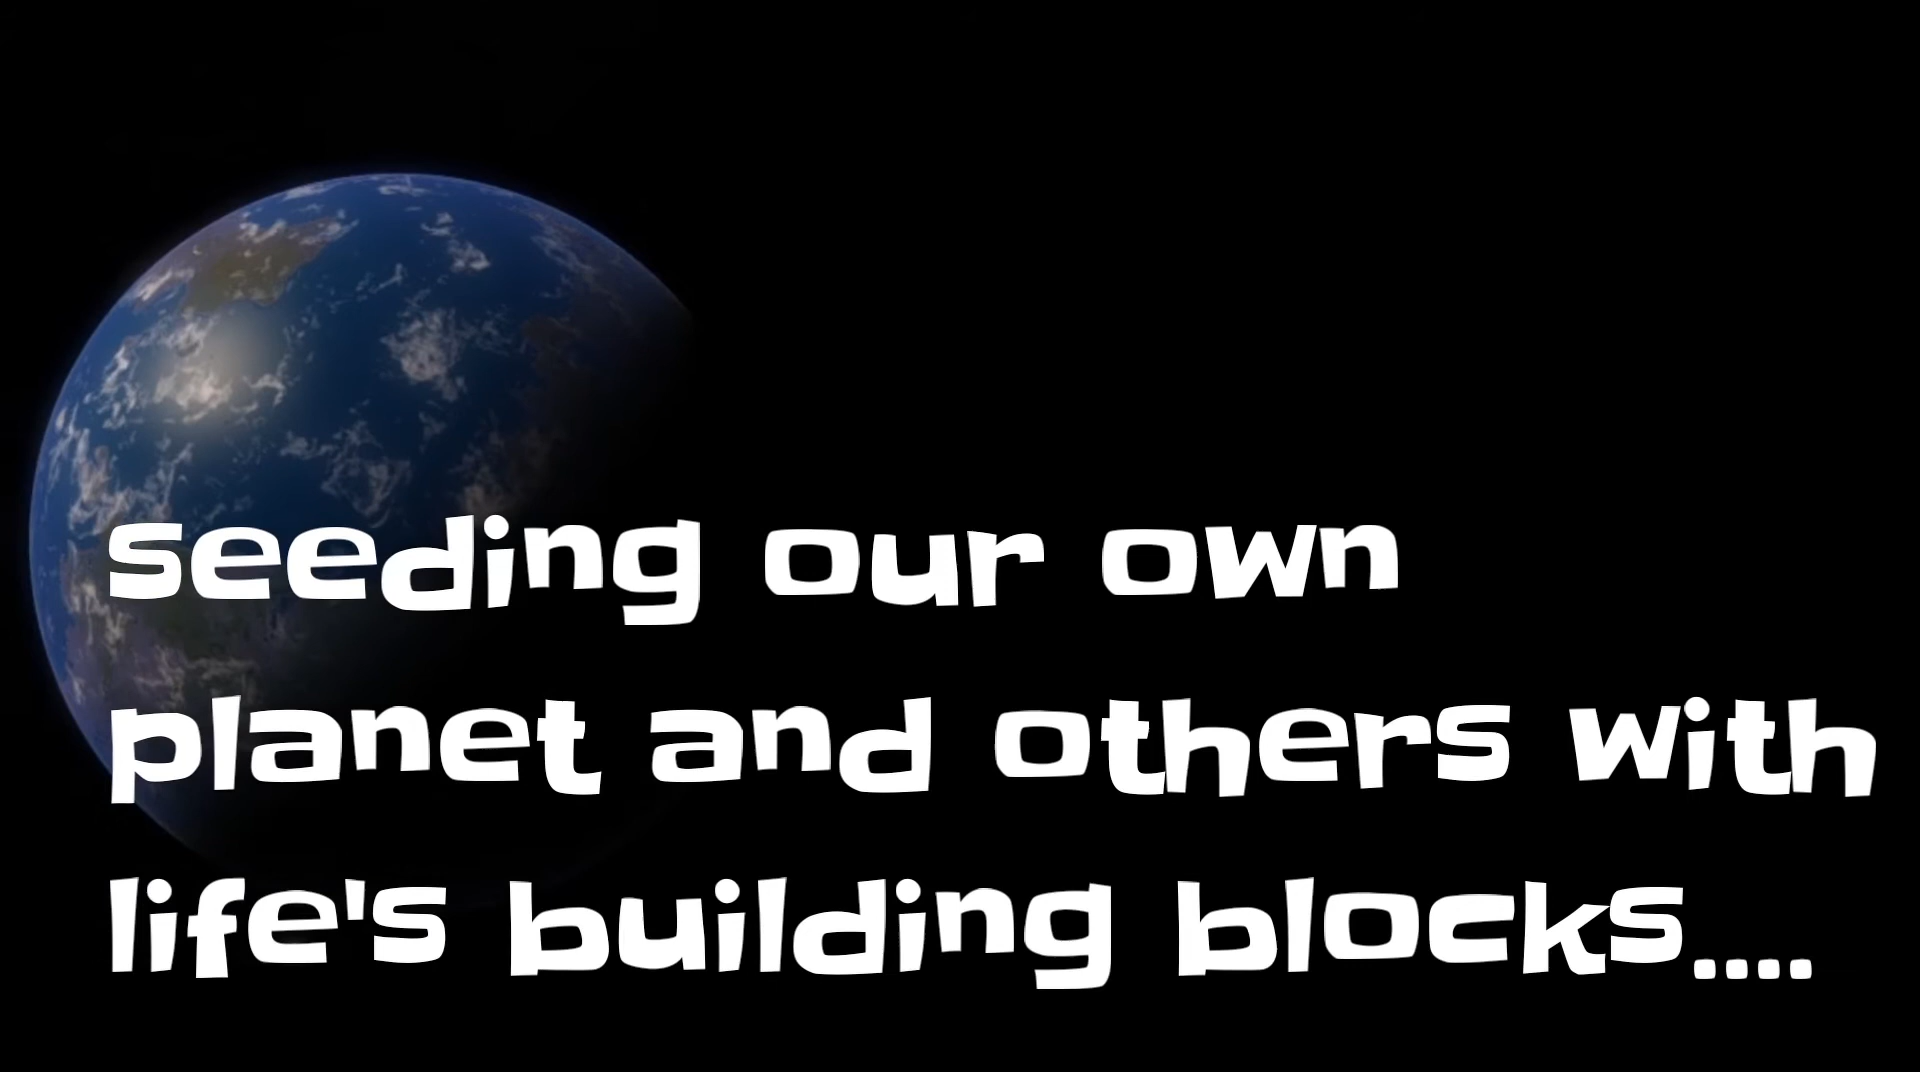 seeding our own
planet and others with
life's building blocks....